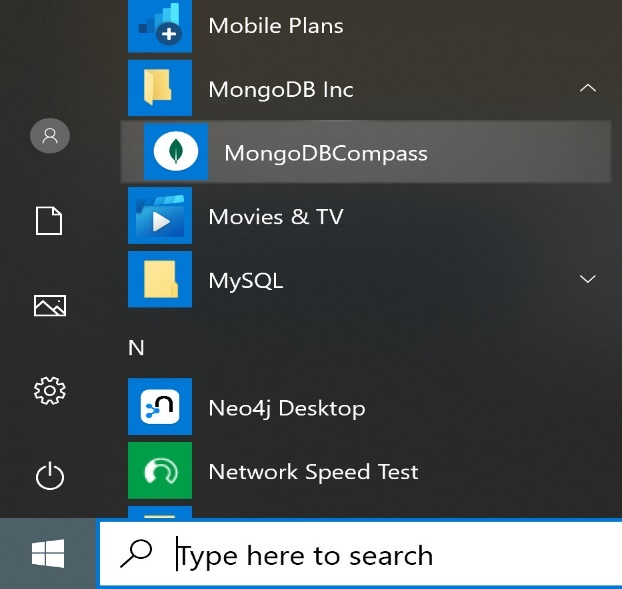 Mobile Plans
MongoDB Inc
MongoDBCompass
Movies & TV
MySQL
N
Neo4j Desktop
Network Speed Test
Type here to search